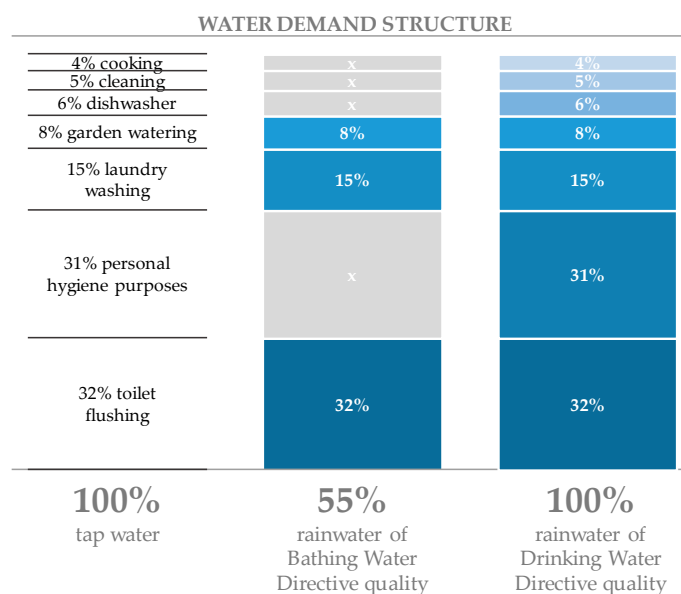 WATER DEMAND STRUCTURE
4% cooking
5% cleaning
6% dishwasher
8% garden watering
15% laundry
washing
31% personal
hygiene purposes
32% toilet
flushing
x
x
x
8%
15%
x
32%
4%
5%
6%
8%
15%
31%
32%
100%
tap water
55%
rainwater of
Bathing Water
Directive quality
100%
rainwater of
Drinking Water
Directive quality